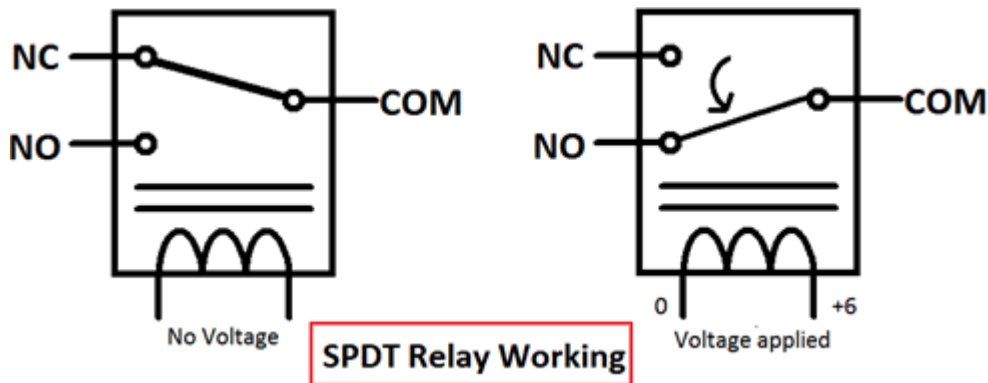 NC
COM
NO
No Voltage
NC
COM
NO
0
+6
Voltage applied
SPDT Relay Working